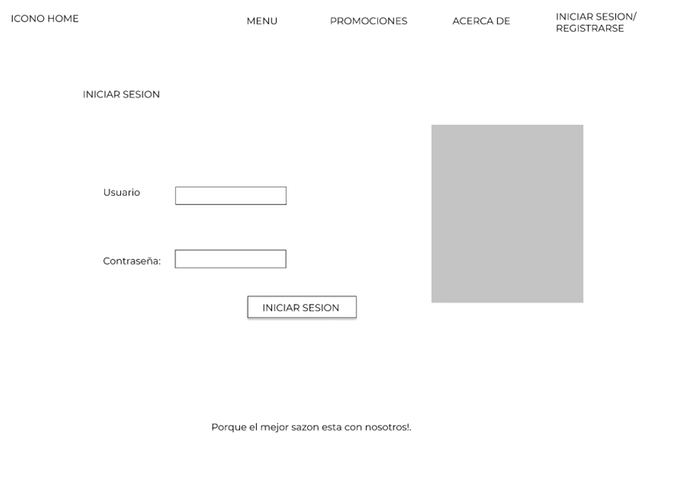 ICONO HOME
MENU
PROMOCIONES
ACERCA DE
INICIAR SESION/
REGISTRARSE
INICIAR SESION
Usuario
Contraseña:
INICIAR SESION
Porque el mejor sazon esta con nosotros!.